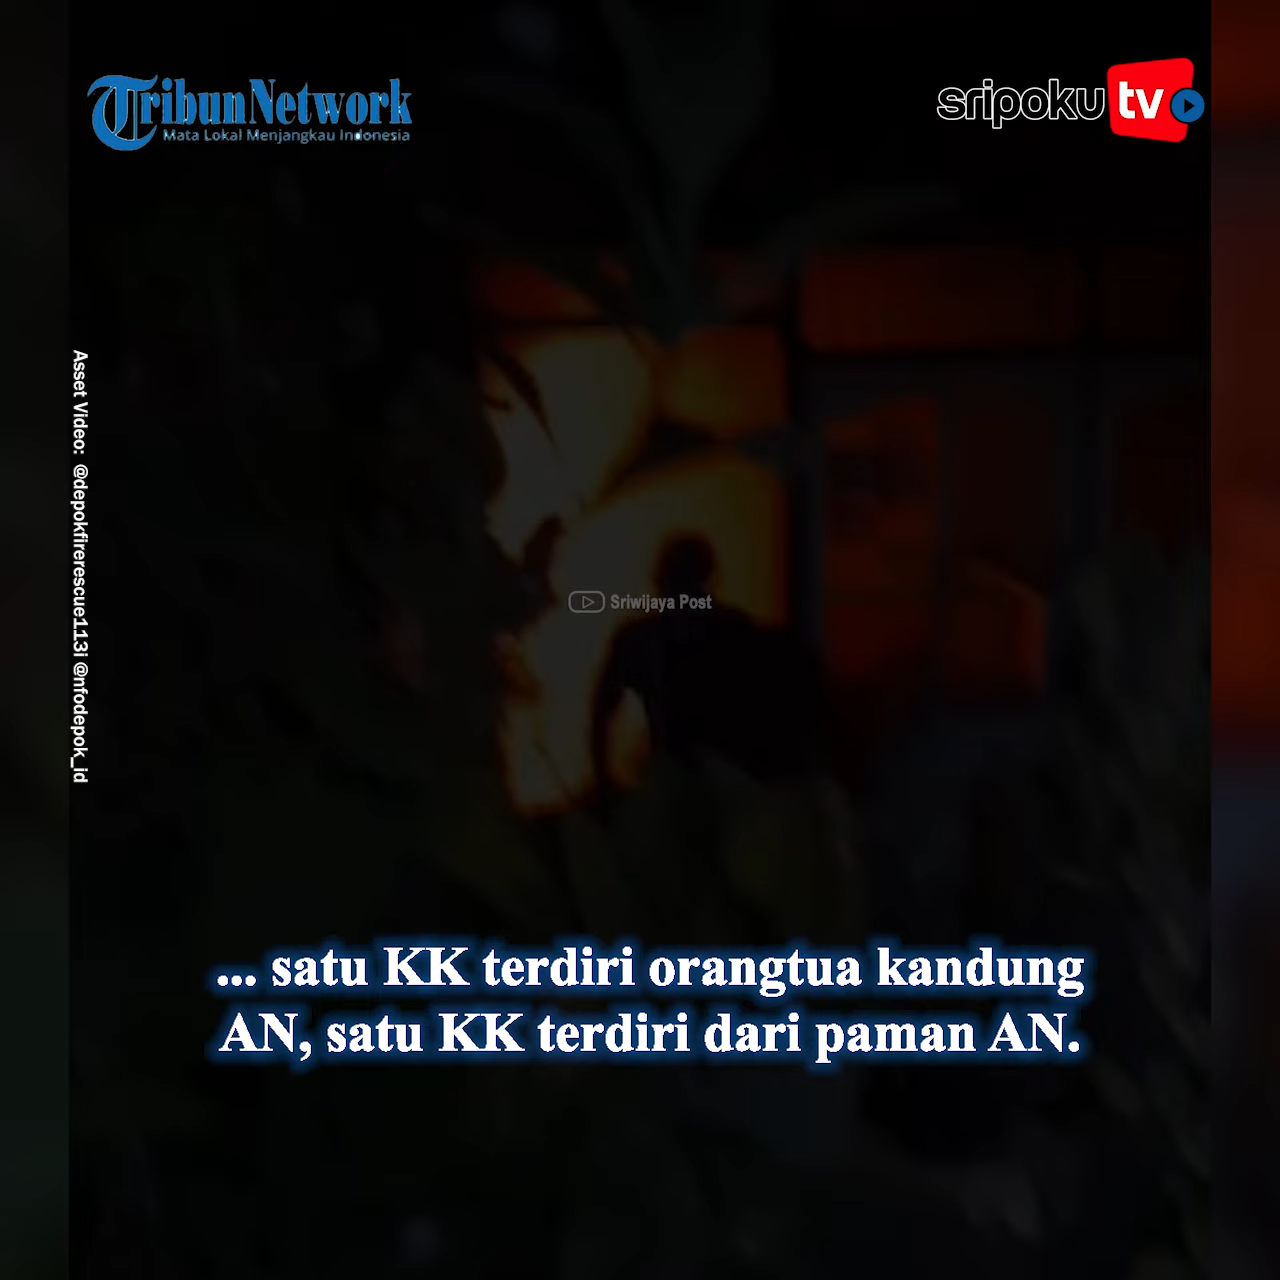 TribunNetwork
Mata Lokal Menjangkau Indonesia
sripoku tv
Asset Video: @depokfirerescue113i @nfodepok_id
Sriwijaya Post
... satu KK terdiri orangtua kandung
AN, satu KK terdiri dari paman AN.